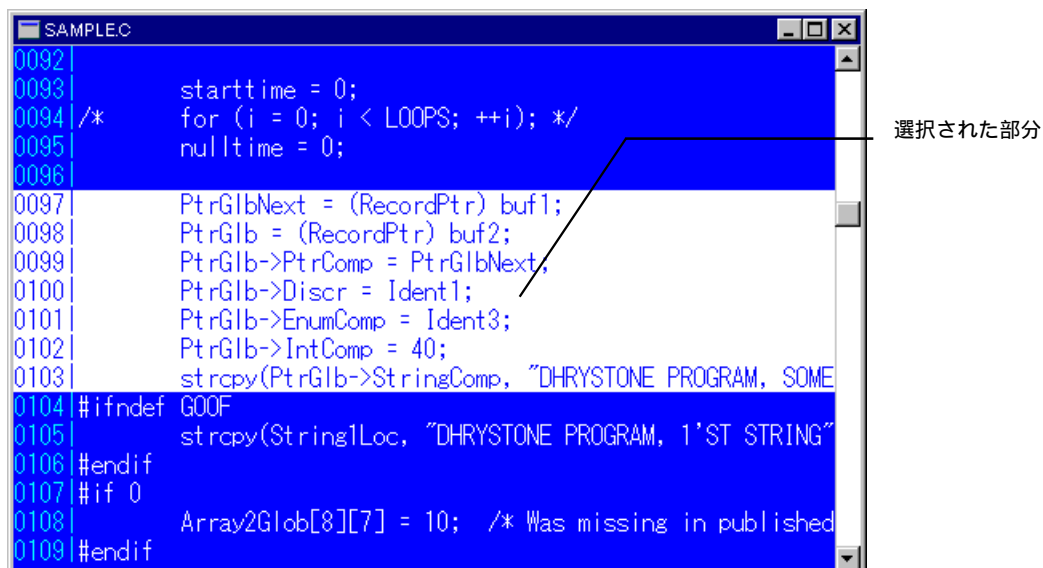 SAMPLE.C
0092|
0093|        starttime = 0;
0094|/*      for (i = 0; i < LOOPS; ++i); */
0095|        nulltime = 0;
0096|
0097|        PtrGlbNext = (RecordPtr) buf1;
0098|        PtrGlb = (RecordPtr) buf2;
0099|        PtrGlb->PtrComp = PtrGlbNext;
0100|        PtrGlb->Discr = Ident1;
0101|        PtrGlb->EnumComp = Ident3;
0102|        PtrGlb->IntComp = 40;
0103|        strcpy(PtrGlb->StringComp, "DHRYSTONE PROGRAM, SOME
0104|#ifndef GOOF
0105|        strcpy(String1Loc, "DHRYSTONE PROGRAM, 1'ST STRING"
0106|#endif
0107|#if 0
0108|        Array2Glob[8][7] = 10;  /* Was missing in published
0109|#endif
選択された部分